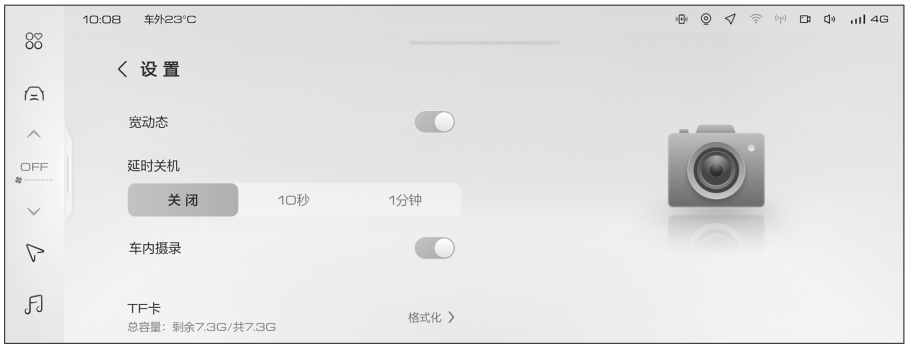 10:08 车外23°C 4G
设置
宽动态
延时关机
OFF
关闭 10秒 1分钟
车内摄录
TF卡
总容量：剩余7.3G/共7.3G
格式化